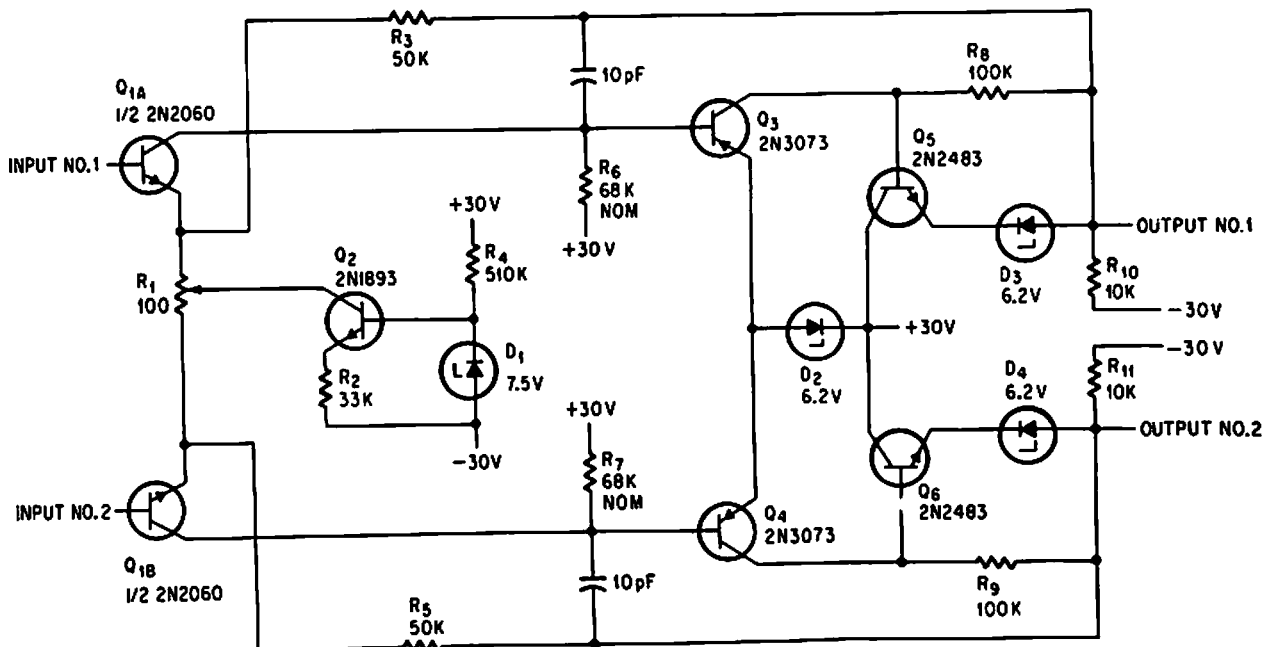 R3
50K
10pF
R8
100K
Q1A
1/2 2N2060
Q3
2N3073
Q5
2N2483
INPUT NO.1
R6
68K
NOM
+30V
+30V
R4
510K
Q2
2N1893
R1
100
D3
6.2V
OUTPUT NO.1
R10
10K
-30V
+30V
-30V
D1
7.5V
L
R2
33K
D2
6.2V
L
L
D4
6.2V
L
R11
10K
+30V
-30V
R7
68K
NOM
OUTPUT NO.2
INPUT NO.2
Q6
2N2483
Q4
2N3073
Q1B
1/2 2N2060
10pF
R9
100K
R5
50K